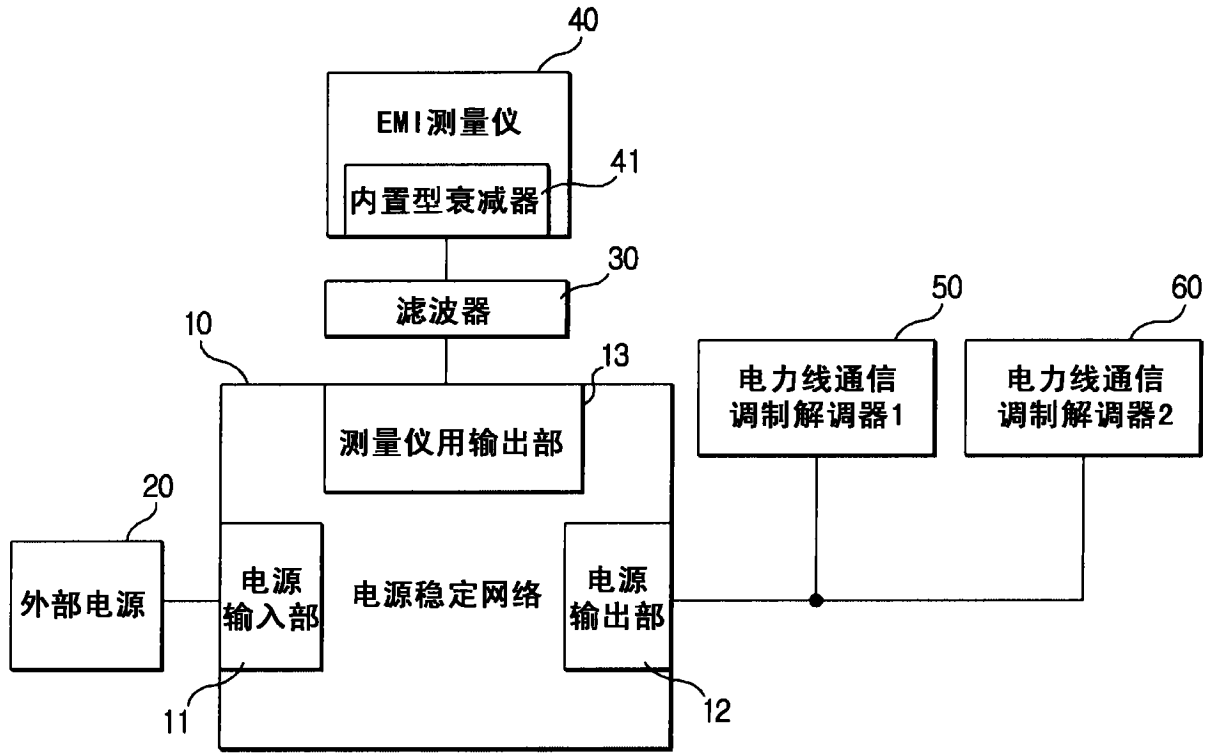 40
EMI测量仪
41
内置型衰减器
30
滤波器
50
60
10
13
电力线通信
调制解调器1
电力线通信
调制解调器2
测量仪用输出部
20
外部电源
电源
输入部
电源稳定网络
电源
输出部
11
12